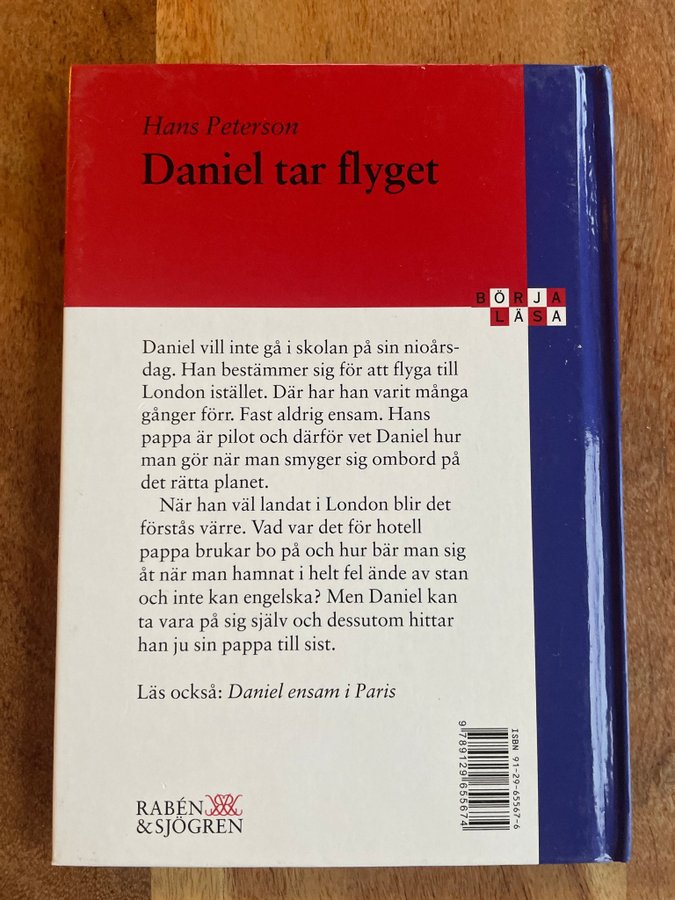 Hans Peterson
Daniel tar flyget
BÖRJA
LÄSA
Daniel vill inte gå i skolan på sin nioårs-
dag. Han bestämmer sig för att flyga till
London istället. Där har han varit många
gånger förr. Fast aldrig ensam. Hans
pappa är pilot och därför vet Daniel hur
man gör när man smyger sig ombord på
det rätta planet.
När han väl landat i London blir det
förstås värre. Vad var det för hotell
pappa brukar bo på och hur bär man sig
åt när man hamnat i helt fel ände av stan
och inte kan engelska? Men Daniel kan
ta vara på sig själv och dessutom hittar
han ju sin pappa till sist.
Läs också: Daniel ensam i Paris
ISBN 91-29-65567-6
9 789129 655674
RABÉN
&SJÖGREN